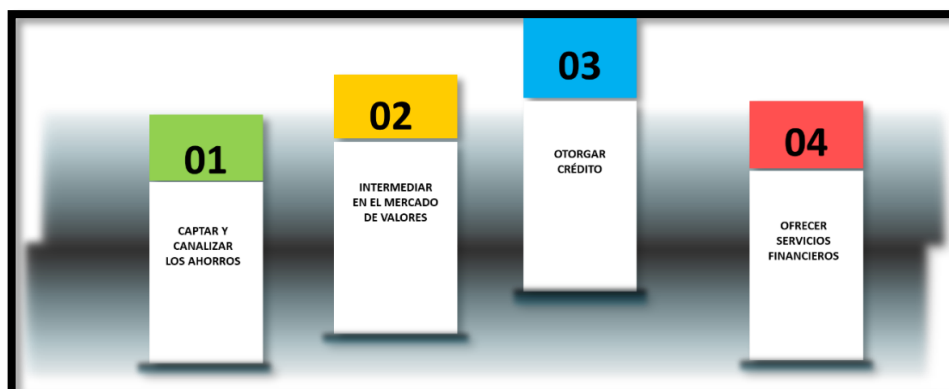 01
CAPTAR Y
CANALIZAR
LOS AHORROS
02
INTERMEDIAR
EN EL MERCADO
DE VALORES
03
OTORGAR
CRÉDITO
04
OFRECER
SERVICIOS
FINANCIEROS